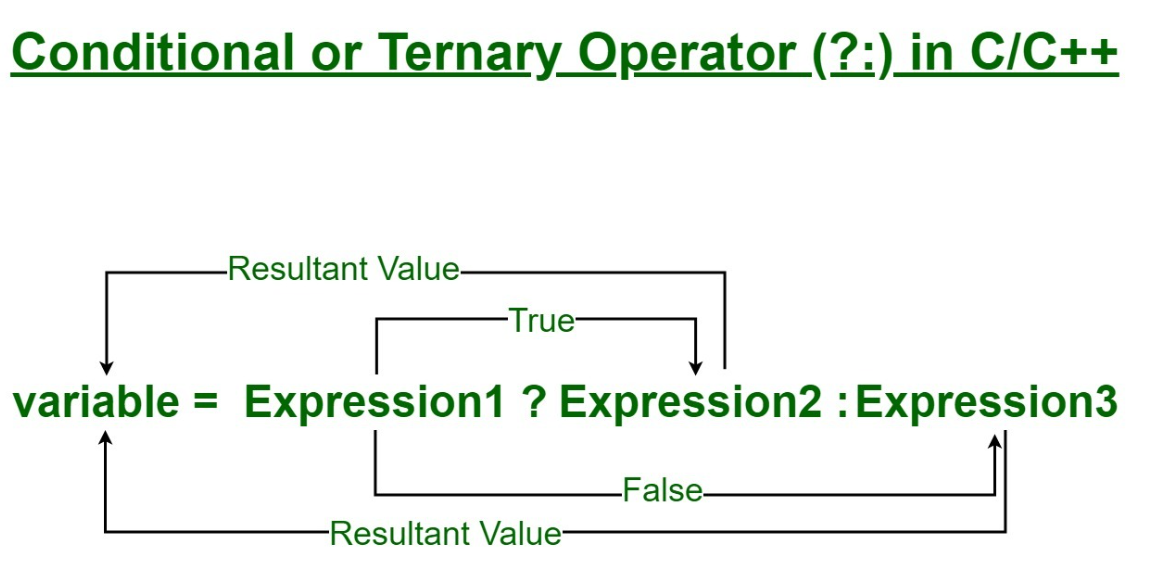 Conditional or Ternary Operator (?:) in C/C++
Resultant Value
True
variable = Expression1 ? Expression2 : Expression3
False
Resultant Value